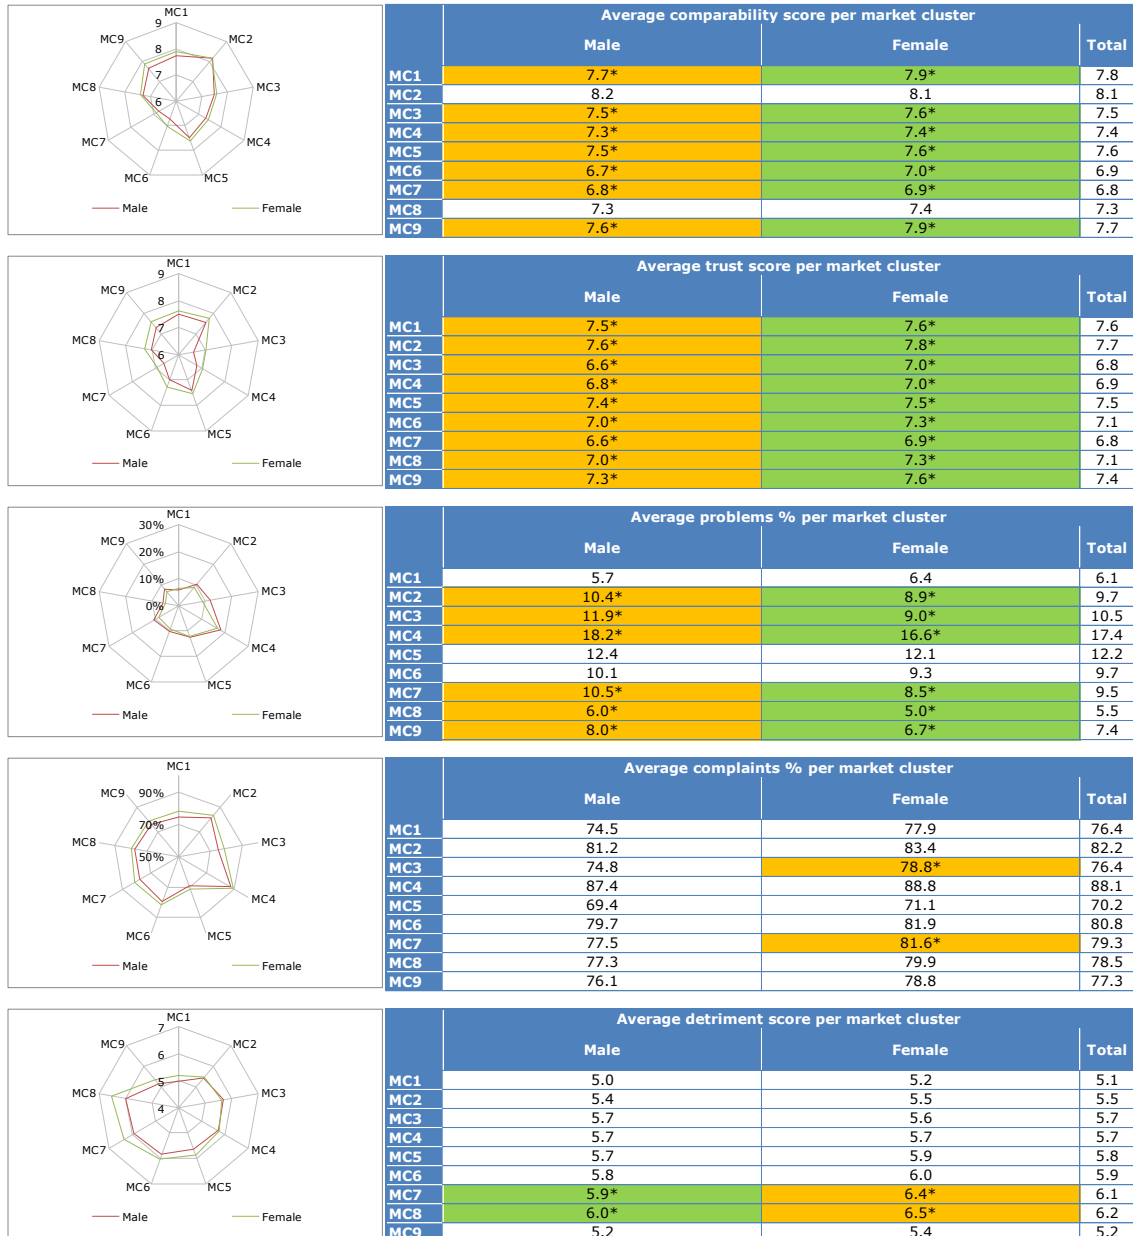 MC1
9
MC9
MC2
8
7
MC8
MC3
6
MC7
MC4
MC6
MC5
Male
Female
Average comparability score per market cluster
Male Female Total
MC1 7.7* 7.9* 7.8
MC2 8.2 8.1 8.1
MC3 7.5* 7.6* 7.5
MC4 7.3* 7.4* 7.4
MC5 7.5* 7.6* 7.6
MC6 6.7* 7.0* 6.9
MC7 6.8* 6.9* 6.8
MC8 7.3 7.4 7.3
MC9 7.6* 7.9* 7.7
MC1
9
MC9
MC2
8
7
MC8
MC3
6
MC7
MC4
MC6
MC5
Male
Female
Average trust score per market cluster
Male Female Total
MC1 7.5* 7.6* 7.6
MC2 7.6* 7.8* 7.7
MC3 6.6* 7.0* 6.8
MC4 6.8* 7.0* 6.9
MC5 7.4* 7.5* 7.5
MC6 7.0* 7.3* 7.1
MC7 6.6* 6.9* 6.8
MC8 7.0* 7.3* 7.1
MC9 7.3* 7.6* 7.4
MC1
30%
MC9
MC2
20%
10%
MC8
MC3
0%
MC7
MC4
MC6
MC5
Male
Female
Average problems % per market cluster
Male Female Total
MC1 5.7 6.4 6.1
MC2 10.4* 8.9* 9.7
MC3 11.9* 9.0* 10.5
MC4 18.2* 16.6* 17.4
MC5 12.4 12.1 12.2
MC6 10.1 9.3 9.7
MC7 10.5* 8.5* 9.5
MC8 6.0* 5.0* 5.5
MC9 8.0* 6.7* 7.4
MC1
90%
MC9
MC2
70%
MC8
MC3
50%
MC7
MC4
MC6
MC5
Male
Female
Average complaints % per market cluster
Male Female Total
MC1 74.5 77.9 76.4
MC2 81.2 83.4 82.2
MC3 74.8 78.8* 76.4
MC4 87.4 88.8 88.1
MC5 69.4 71.1 70.2
MC6 79.7 81.9 80.8
MC7 77.5 81.6* 79.3
MC8 77.3 79.9 78.5
MC9 76.1 78.8 77.3
MC1
7
MC9
MC2
6
5
MC8
MC3
4
MC7
MC4
MC6
MC5
Male
Female
Average detriment score per market cluster
Male Female Total
MC1 5.0 5.2 5.1
MC2 5.4 5.5 5.5
MC3 5.7 5.6 5.7
MC4 5.7 5.7 5.7
MC5 5.7 5.9 5.8
MC6 5.8 6.0 5.9
MC7 5.9* 6.4* 6.1
MC8 6.0* 6.5* 6.2
MC9 5.2 5.4 5.2